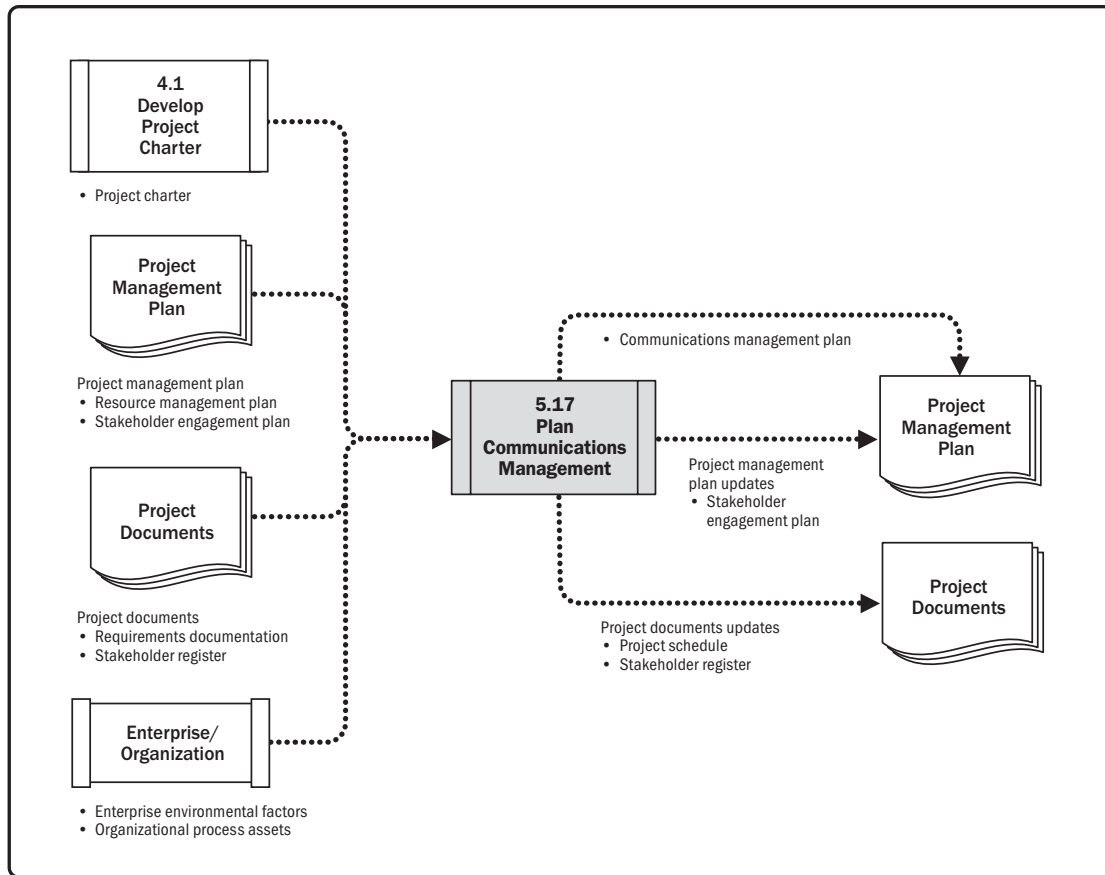 4.1
Develop
Project
Charter
• Project charter
Project
Management
Plan
Project management plan
• Resource management plan
• Stakeholder engagement plan
Project
Documents
Project documents
• Requirements documentation
• Stakeholder register
Enterprise/
Organization
• Enterprise environmental factors
• Organizational process assets
5.17
Plan
Communications
Management
• Communications management plan
Project management
plan updates
• Stakeholder
engagement plan
Project documents updates
• Project schedule
• Stakeholder register
Project
Management
Plan
Project
Documents